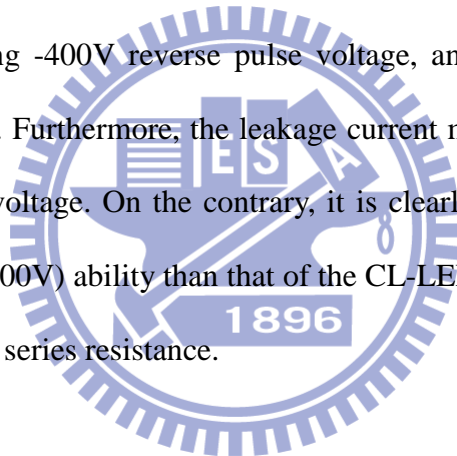 ng -400V reverse pulse voltage, an
. Furthermore, the leakage current n
voltage. On the contrary, it is clearl
00V) ability than that of the CL-LE
series resistance.
ES A
1896